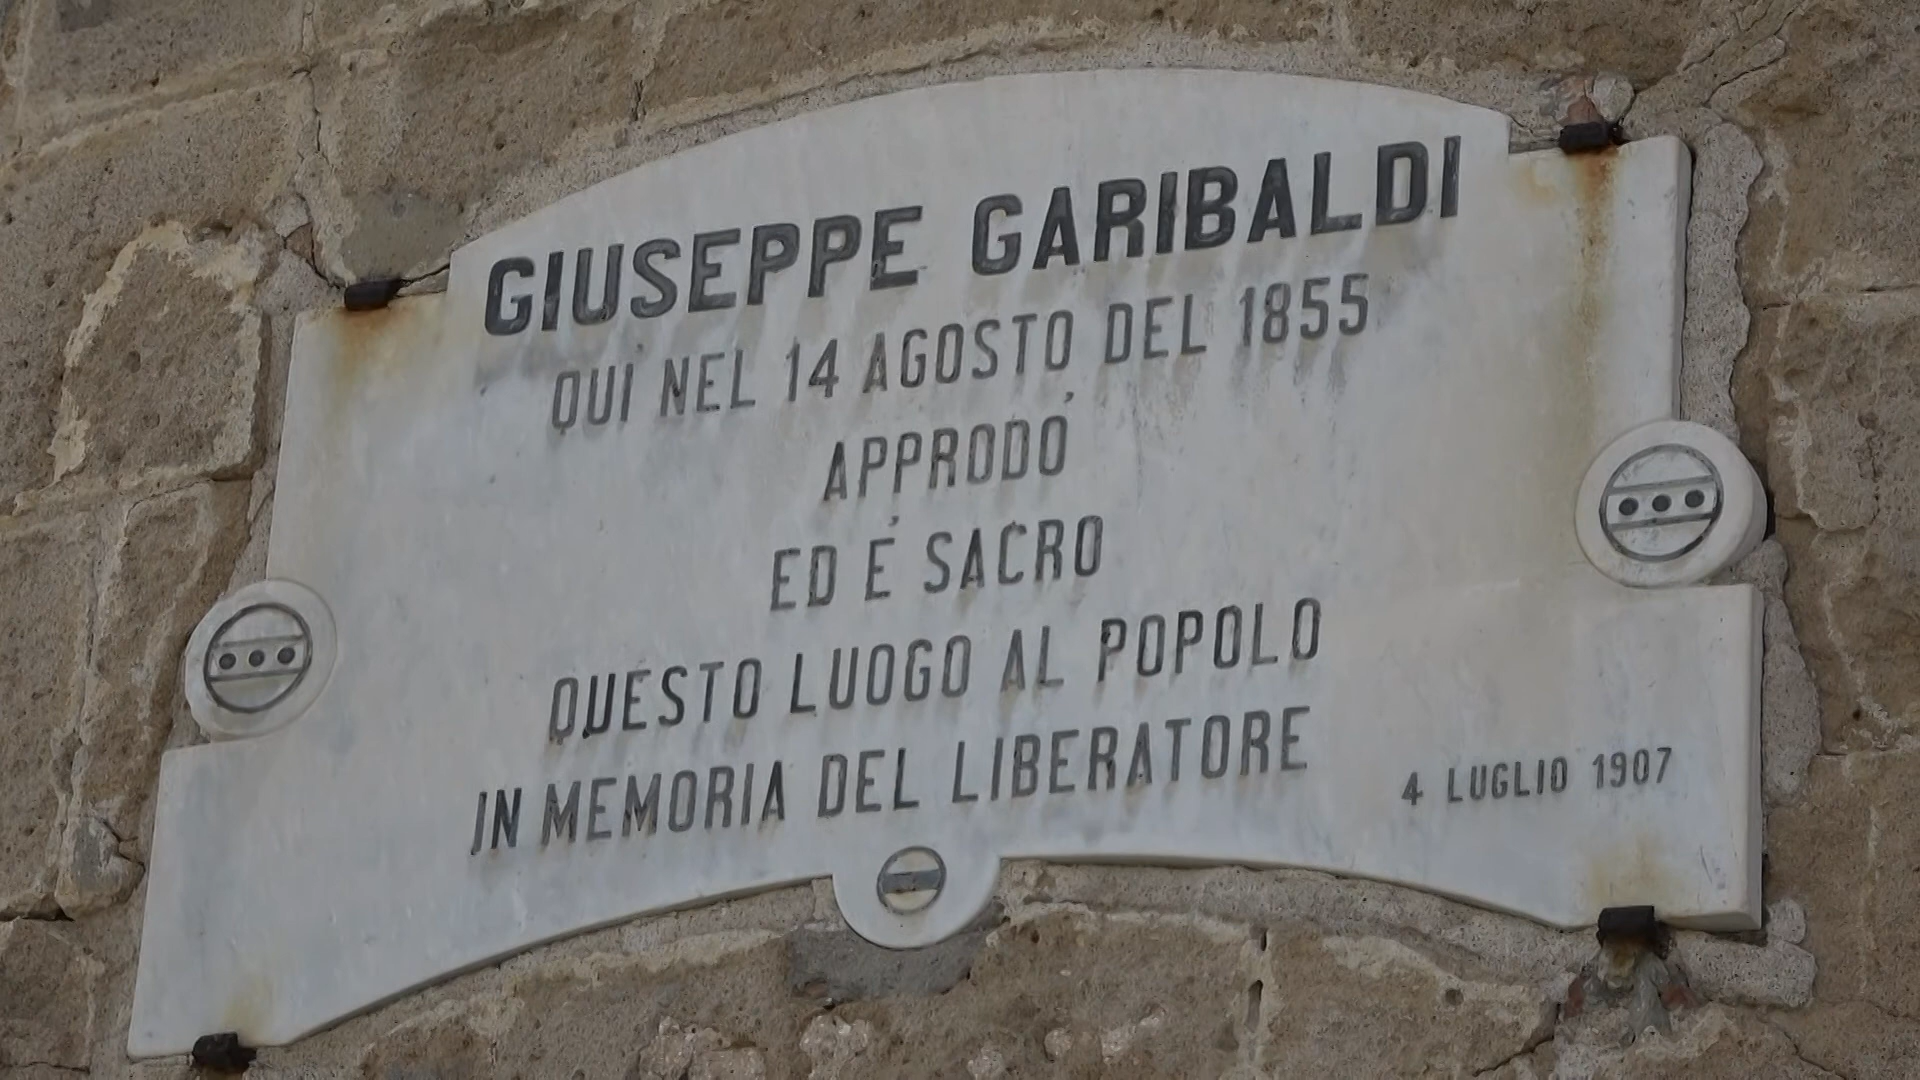 GIUSEPPE GARIBALDI
QUI NEL 14 AGOSTO DEL 1855
APPRODO'
ED E' SACRO
QUESTO LUOGO AL POPOLO
IN MEMORIA DEL LIBERATORE
4 LUGLIO 1907